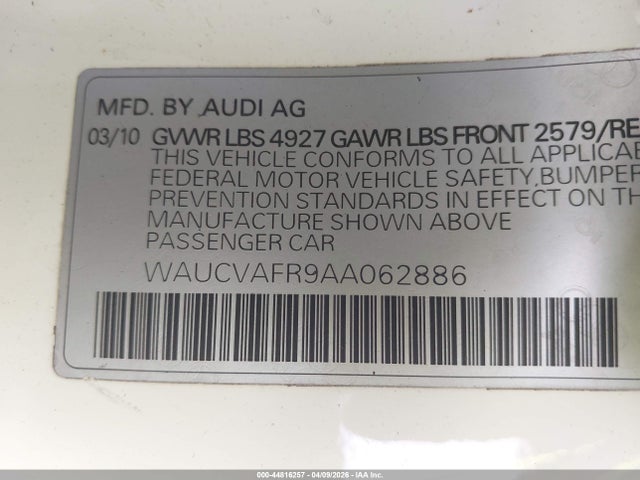 MFD. BY AUDI AG
03/10 GVWR LBS 4927 GAWR LBS FRONT 2579/RE
THIS VEHICLE CONFORMS TO ALL APPLICAB
FEDERAL MOTOR VEHICLE SAFETY, BUMPER
PREVENTION STANDARDS IN EFFECT ON TH
MANUFACTURE SHOWN ABOVE
PASSENGER CAR
WAUCVAFR9AA062886
000-44816257 - 04/09/2026 - IAA Inc.